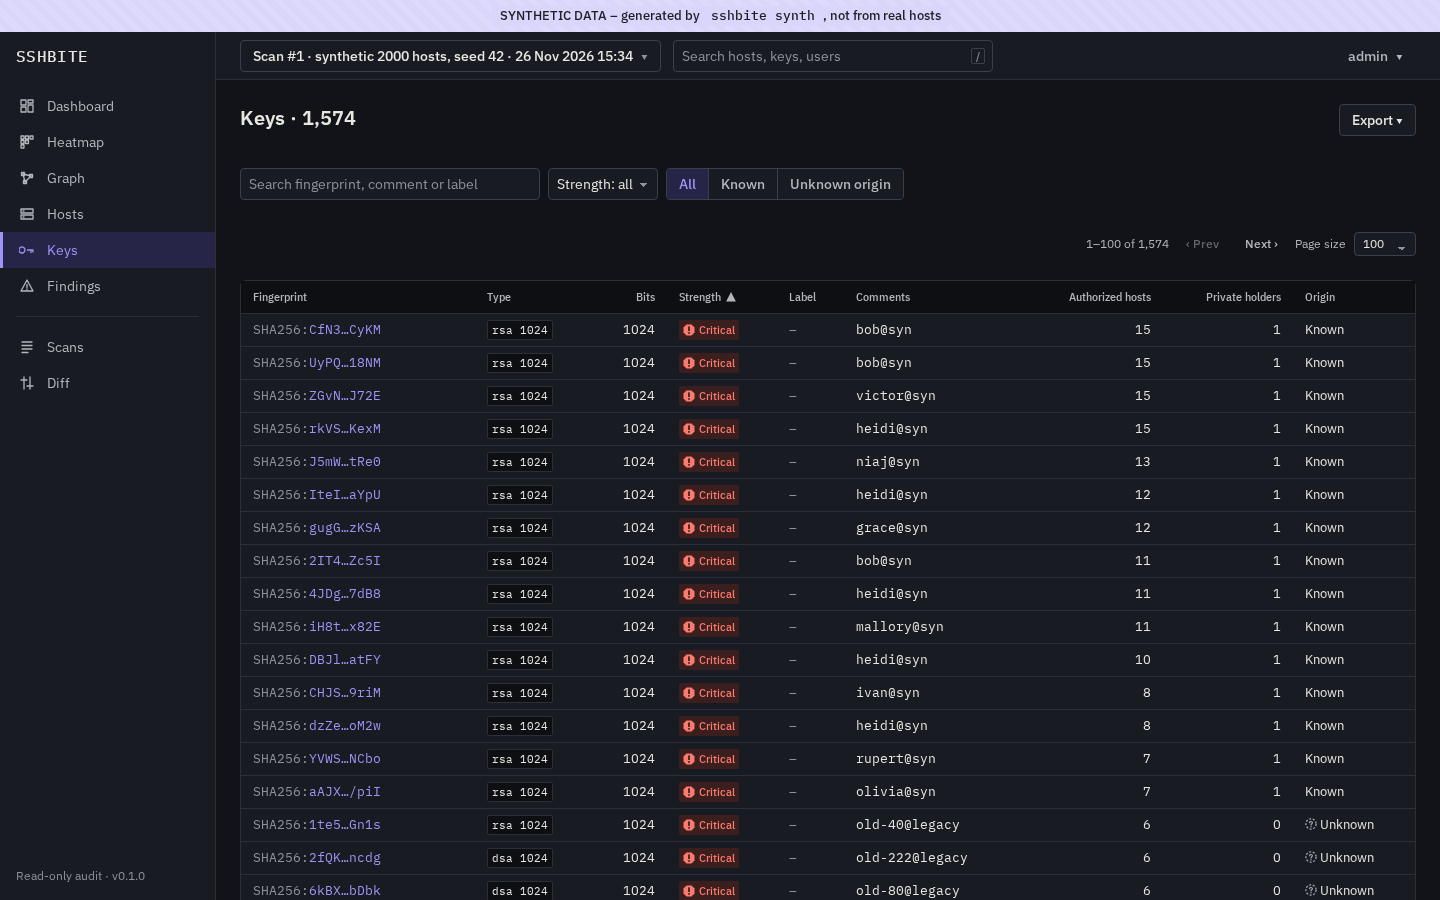 SYNTHETIC DATA – generated by sshbite synth , not from real hosts
SSHBITE
Scan #1 · synthetic 2000 hosts, seed 42 · 26 Nov 2026 15:34 ▾
Search hosts, keys, users /
admin ▾
Dashboard
Heatmap
Graph
Hosts
Keys
Findings
Scans
Diff
Read-only audit · v0.1.0
Keys · 1,574
Export ▾
Search fingerprint, comment or label
Strength: all
All Known Unknown origin
1–100 of 1,574 ‹ Prev Next › Page size 100
Fingerprint Type Bits Strength ▲ Label Comments Authorized hosts Private holders Origin
SHA256:CfN3…CyKM rsa 1024 1024 Critical – bob@syn 15 1 Known
SHA256:UyPQ…18NM rsa 1024 1024 Critical – bob@syn 15 1 Known
SHA256:ZGvN…J72E rsa 1024 1024 Critical – victor@syn 15 1 Known
SHA256:rkVS…KexM rsa 1024 1024 Critical – heidi@syn 15 1 Known
SHA256:J5mW…tRe0 rsa 1024 1024 Critical – niaj@syn 13 1 Known
SHA256:IteI…aYpU rsa 1024 1024 Critical – heidi@syn 12 1 Known
SHA256:gugG…zKSA rsa 1024 1024 Critical – grace@syn 12 1 Known
SHA256:2IT4…Zc5I rsa 1024 1024 Critical – bob@syn 11 1 Known
SHA256:4JDg…7dB8 rsa 1024 1024 Critical – heidi@syn 11 1 Known
SHA256:iH8t…x82E rsa 1024 1024 Critical – mallory@syn 11 1 Known
SHA256:DBJl…atFY rsa 1024 1024 Critical – heidi@syn 10 1 Known
SHA256:CHJS…9riM rsa 1024 1024 Critical – ivan@syn 8 1 Known
SHA256:dzZe…oM2w rsa 1024 1024 Critical – heidi@syn 8 1 Known
SHA256:YVWS…NCbo rsa 1024 1024 Critical – rupert@syn 7 1 Known
SHA256:aAJX…/piI rsa 1024 1024 Critical – olivia@syn 7 1 Known
SHA256:1te5…Gn1s rsa 1024 1024 Critical – old-40@legacy 6 0 Unknown
SHA256:2fQK…ncdg dsa 1024 1024 Critical – old-222@legacy 6 0 Unknown
SHA256:6kBX…bDbk dsa 1024 1024 Critical – old-80@legacy 6 0 Unknown